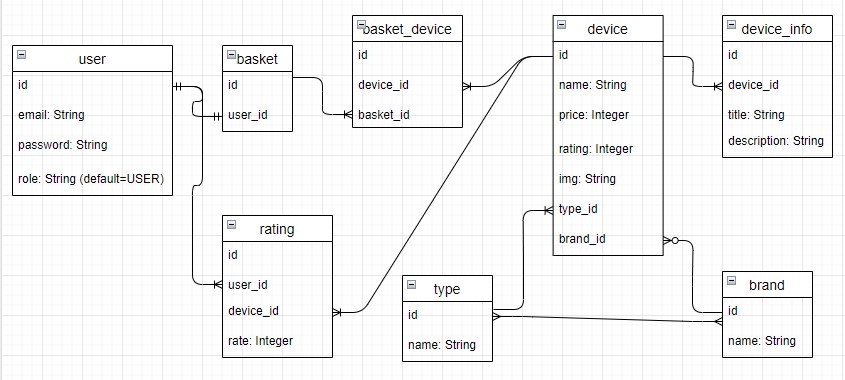 user
id
email: String
password: String
role: String (default=USER)
basket
id
user_id
basket_device
id
device_id
basket_id
device
id
name: String
price: Integer
rating: Integer
img: String
type_id
brand_id
device_info
id
device_id
title: String
description: String
rating
id
user_id
device_id
rate: Integer
type
id
name: String
brand
id
name: String